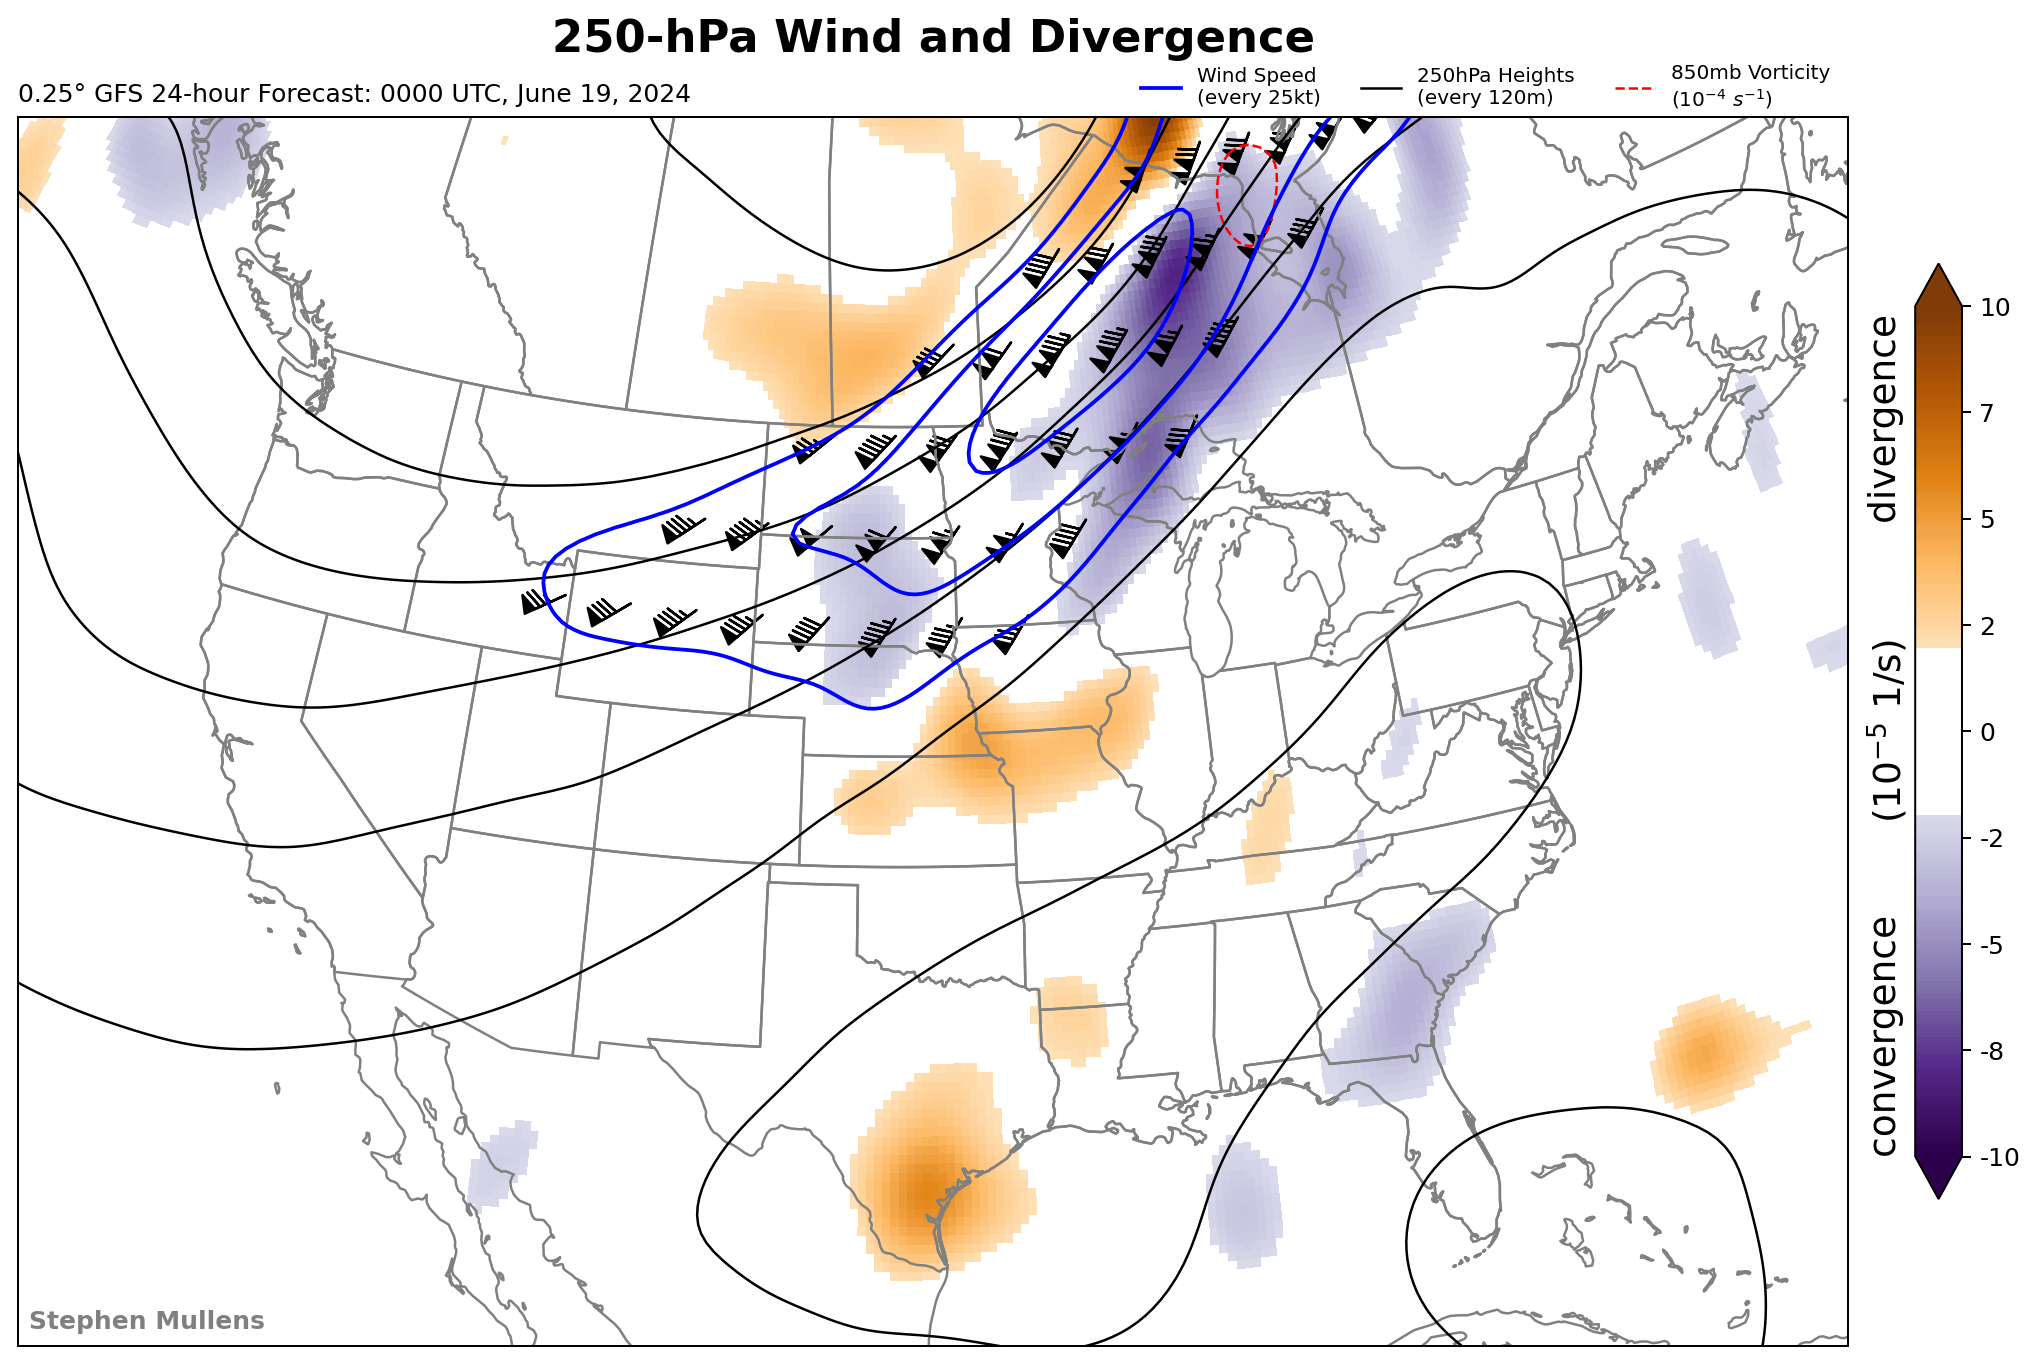 250-hPa Wind and Divergence
0.25° GFS 24-hour Forecast: 0000 UTC, June 19, 2024
Wind Speed
(every 25kt)
250hPa Heights
(every 120m)
850mb Vorticity
(10⁻⁴ s⁻¹)
10
7
5
2
0
-2
-5
-8
-10
convergence (10⁻⁵ 1/s) divergence
Stephen Mullens